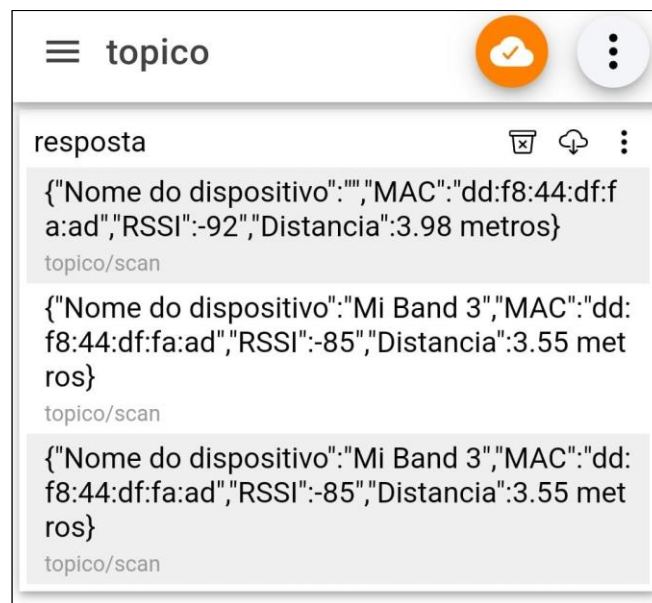 topico
resposta
{"Nome do dispositivo":"","MAC":"dd:f8:44:df:f
a:ad","RSSI":-92","Distancia":3.98 metros}
topico/scan
{"Nome do dispositivo":"Mi Band 3","MAC":"dd:
f8:44:df:fa:ad","RSSI":-85","Distancia":3.55 met
ros}
topico/scan
{"Nome do dispositivo":"Mi Band 3","MAC":"dd:
f8:44:df:fa:ad","RSSI":-85","Distancia":3.55 met
ros}
topico/scan